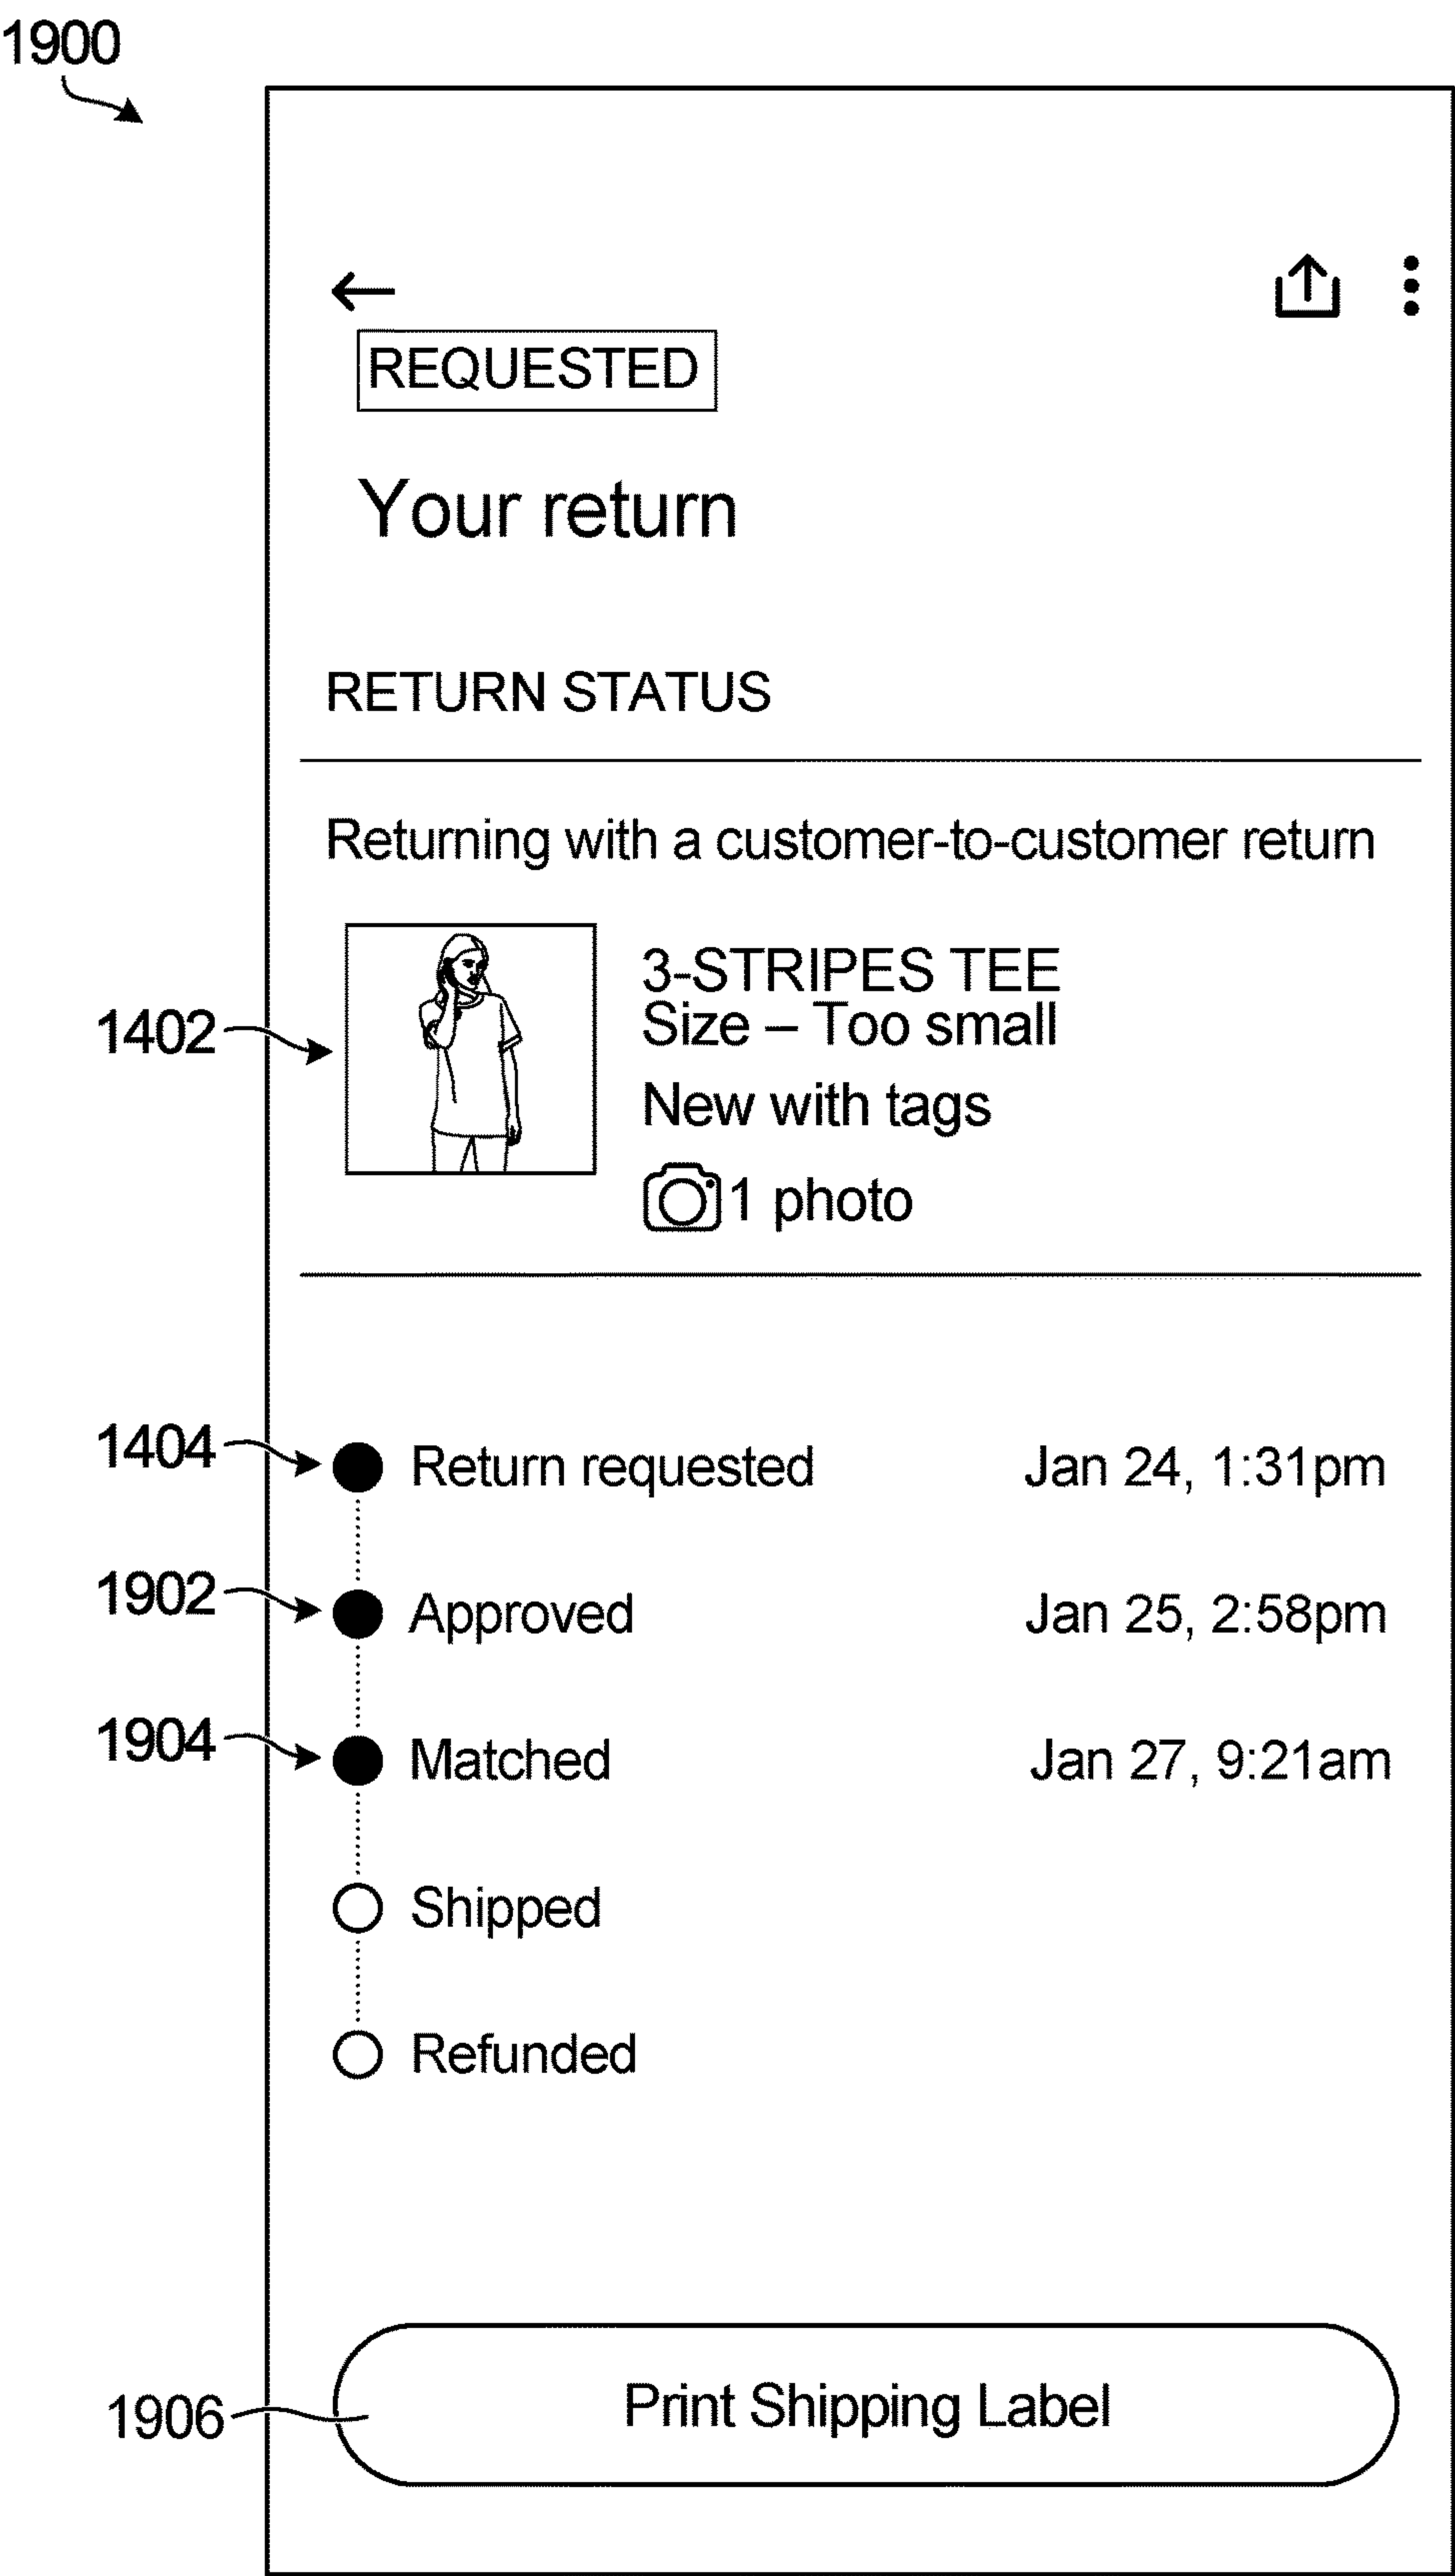 1900
REQUESTED
Your return
RETURN STATUS
Returning with a customer-to-customer return
1402
3-STRIPES TEE
Size – Too small
New with tags
1 photo
1404 Return requested Jan 24, 1:31pm
1902 Approved Jan 25, 2:58pm
1904 Matched Jan 27, 9:21am
Shipped
Refunded
1906 Print Shipping Label